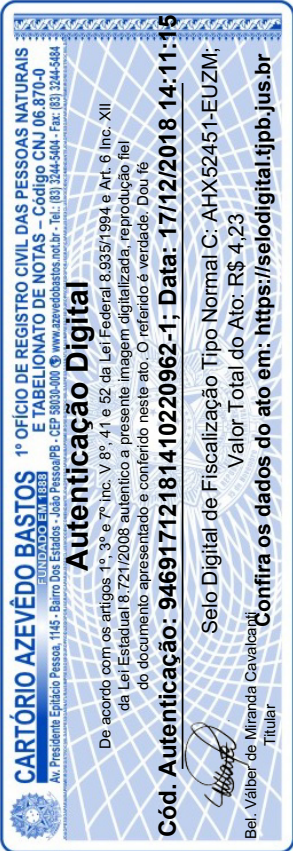 CARTÓRIO AZEVÊDO BASTOS
FUNDADO EM 1888
1º OFÍCIO DE REGISTRO CIVIL DAS PESSOAS NATURAIS
E TABELIONATO DE NOTAS – Código CNJ 06.870-0
Av. Presidente Epitácio Pessoa, 1145 - Bairro Dos Estados - João Pessoa/PB - CEP 58030-000 www.azevedobastos.not.br - Tel.: (83) 3244-5404 - Fax: (83) 3244-5484
Autenticação Digital
De acordo com os artigos 1º, 3º e 7º inc. V 8º, 41 e 52 da Lei Federal 8.935/1994 e Art. 6 Inc. XII
da Lei Estadual 8.721/2008 autentico a presente imagem digitalizada, reprodução fiel
do documento apresentado e conferido neste ato. O referido é verdade. Dou fé
Cód. Autenticação: 94691712181410220962-1; Data: 17/12/2018 14:11:15
Selo Digital de Fiscalização Tipo Normal C: AHX52451-EUZM;
Valor Total do Ato: R$ 4,23
Bel. Válber de Miranda Cavalcanti
Titular
Confira os dados do ato em: https://selodigital.tjpb.jus.br